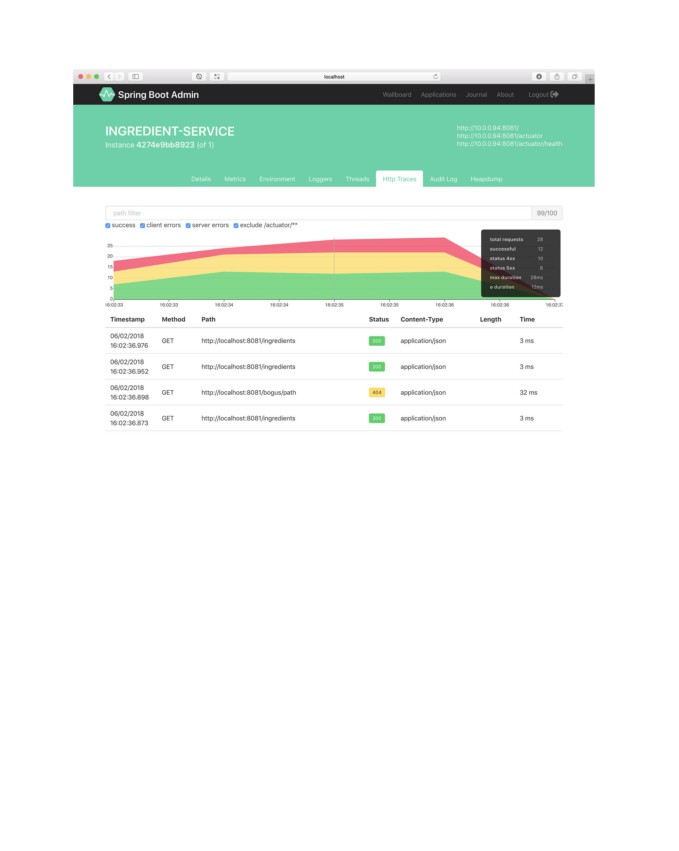 localhost
Spring Boot Admin
Wallboard Applications Journal About Logout
INGREDIENT-SERVICE
Instance 4274e9bb8923 (of 1)
http://10.0.0.94:8081/
http://10.0.0.94:8081/actuator
http://10.0.0.94:8081/actuator/health
Details Metrics Environment Loggers Threads Http Traces Audit Log Heapdump
path filter 99/100
success client errors server errors exclude /actuator/**
25
20
15
10
5
0
total requests 28
successful 12
status 4xx 10
status 5xx 6
max duration
duration
16:02:33 16:02:33 16:02:34 16:02:34 16:02:35 16:02:35 16:02:36 16:02:36
Timestamp Method Path Status Content-Type Length Time
06/02/2018
16:02:36.976 GET http://localhost:8081/ingredients 200 application/json 3 ms
06/02/2018
16:02:36.952 GET http://localhost:8081/ingredients 200 application/json 3 ms
06/02/2018
16:02:36.898 GET http://localhost:8081/bogus/path 404 application/json 32 ms
06/02/2018
16:02:36.873 GET http://localhost:8081/ingredients 200 application/json 3 ms